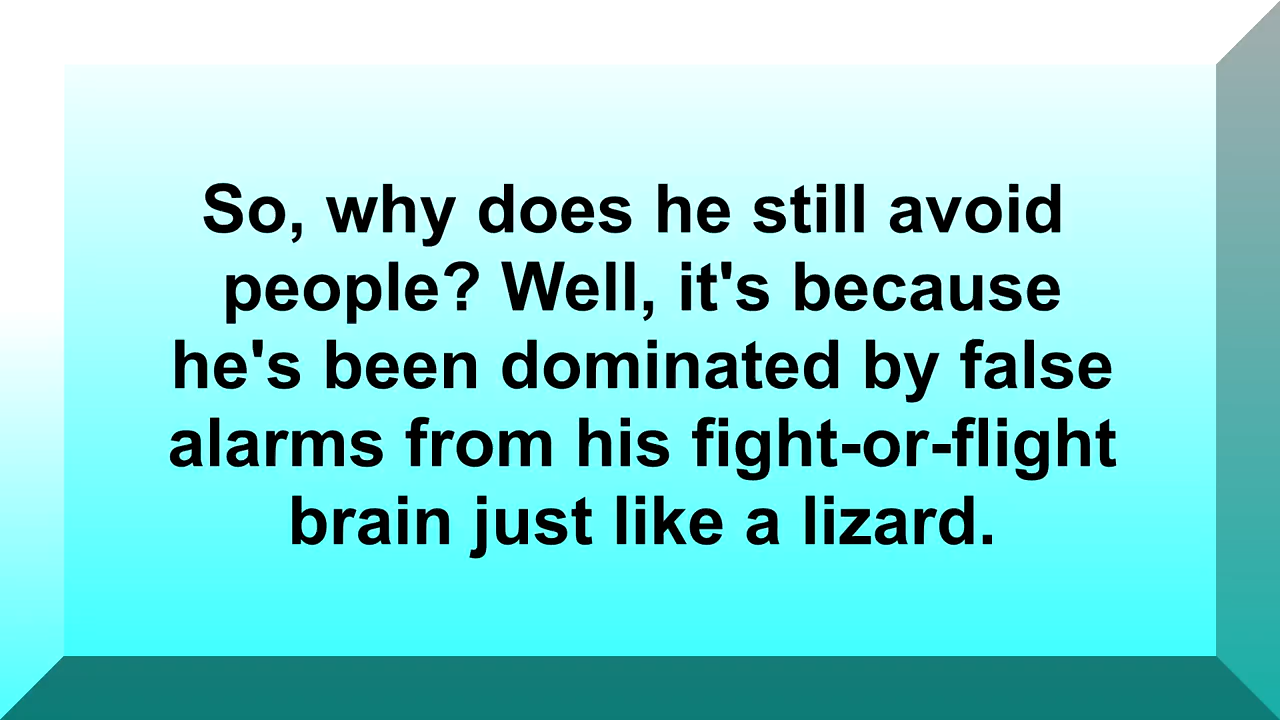 So, why does he still avoid
people? Well, it's because
he's been dominated by false
alarms from his fight-or-flight
brain just like a lizard.